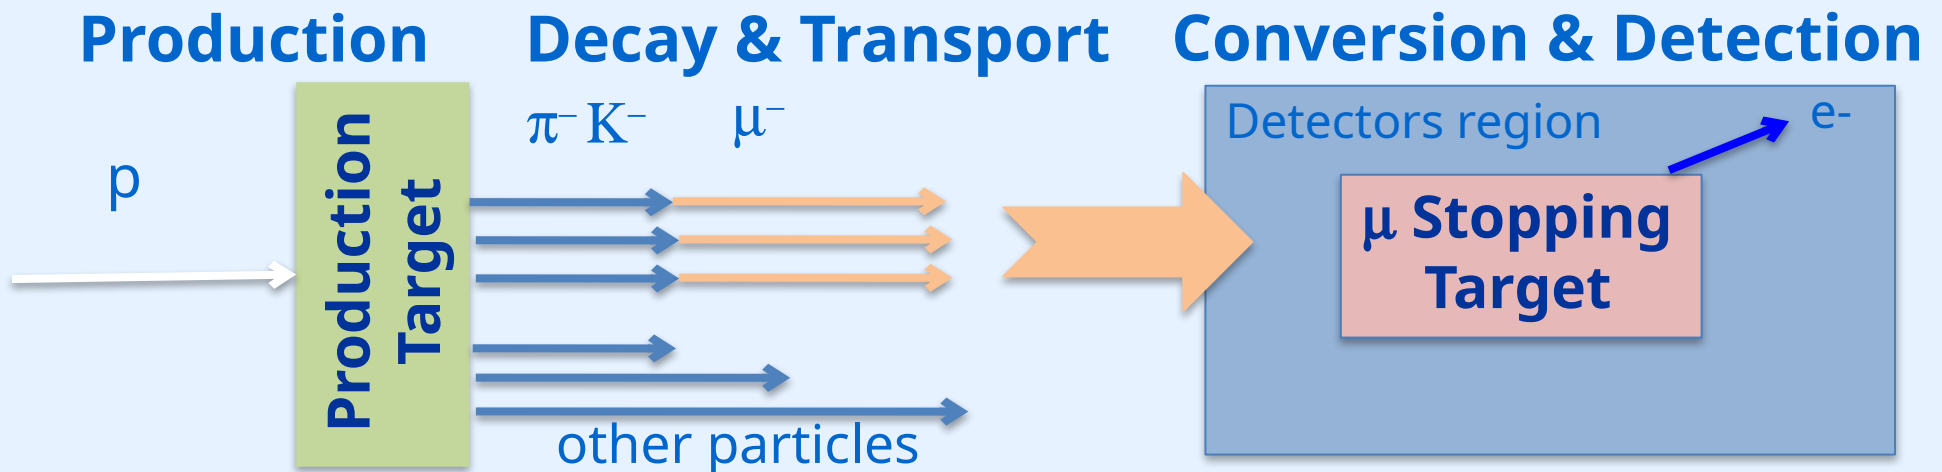 Production
Decay & Transport
Conversion & Detection
p
Production
Target
π⁻ K⁻
μ⁻
other particles
Detectors region
e-
μ Stopping
Target